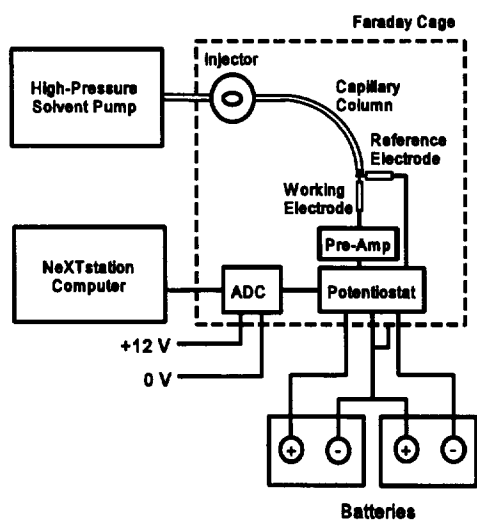 Faraday Cage
High-Pressure
Solvent Pump
Injector
Capillary
Column
Reference
Electrode
Working
Electrode
Pre-Amp
NeXTstation
Computer
ADC
Potentiostat
+12 V
0 V
+ - + -
Batteries